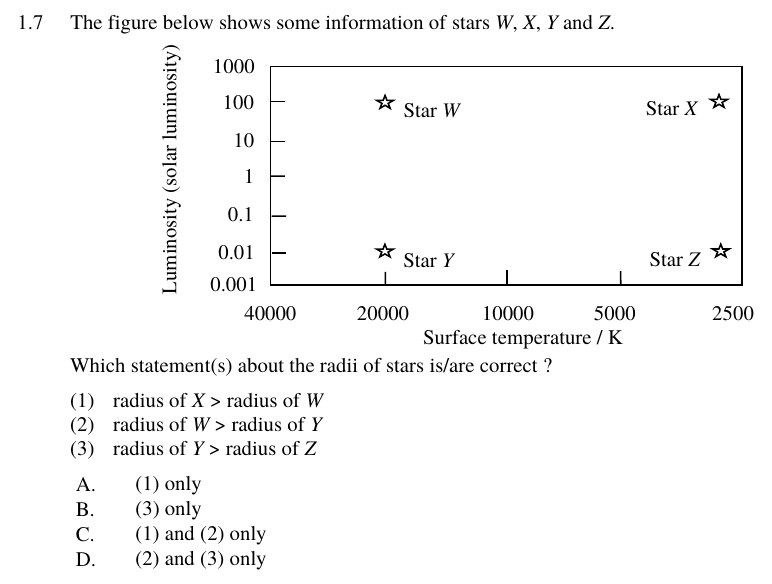 1.7 The figure below shows some information of stars W, X, Y and Z.
Luminosity (solar luminosity)
1000
100
10
1
0.1
0.01
0.001
Star W
Star X
Star Y
Star Z
40000 20000 10000 5000 2500
Surface temperature / K
Which statement(s) about the radii of stars is/are correct ?
(1) radius of X > radius of W
(2) radius of W > radius of Y
(3) radius of Y > radius of Z
A. (1) only
B. (3) only
C. (1) and (2) only
D. (2) and (3) only